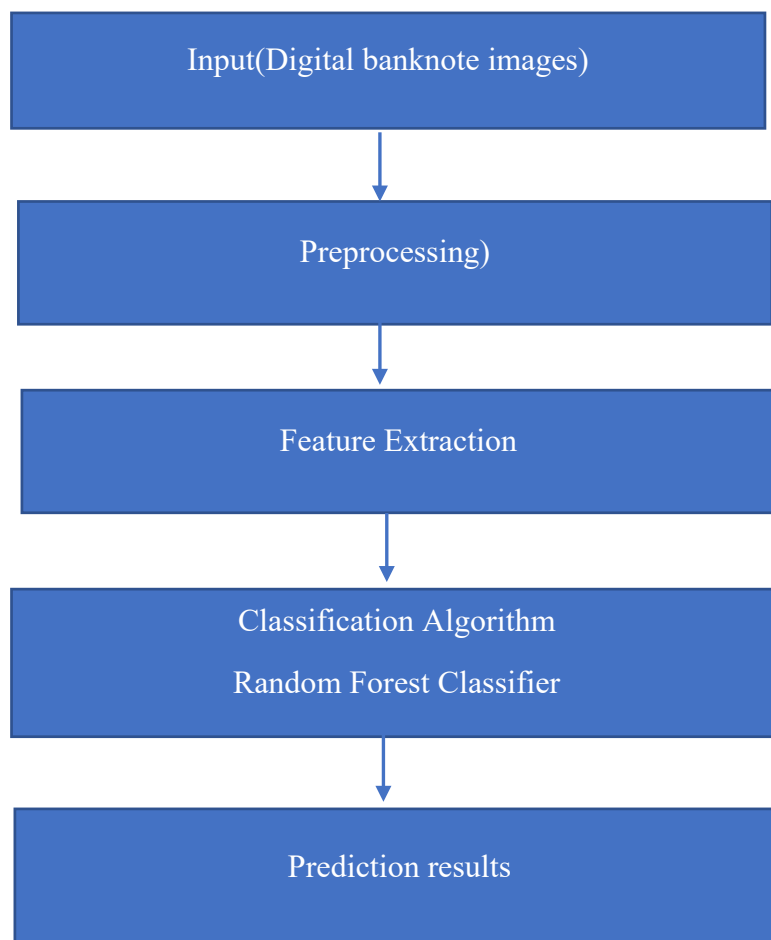 Input(Digital banknote images)
Preprocessing)
Feature Extraction
Classification Algorithm
Random Forest Classifier
Prediction results